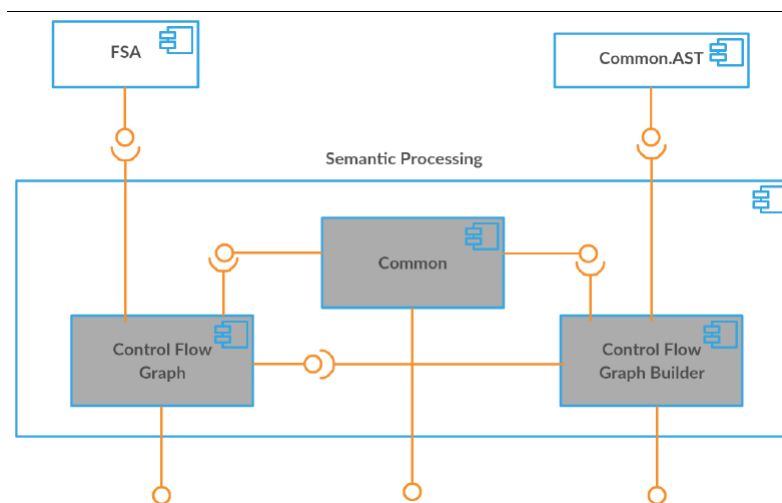 FSA
Common.AST
Semantic Processing
Common
Control Flow
Graph
Control Flow
Graph Builder